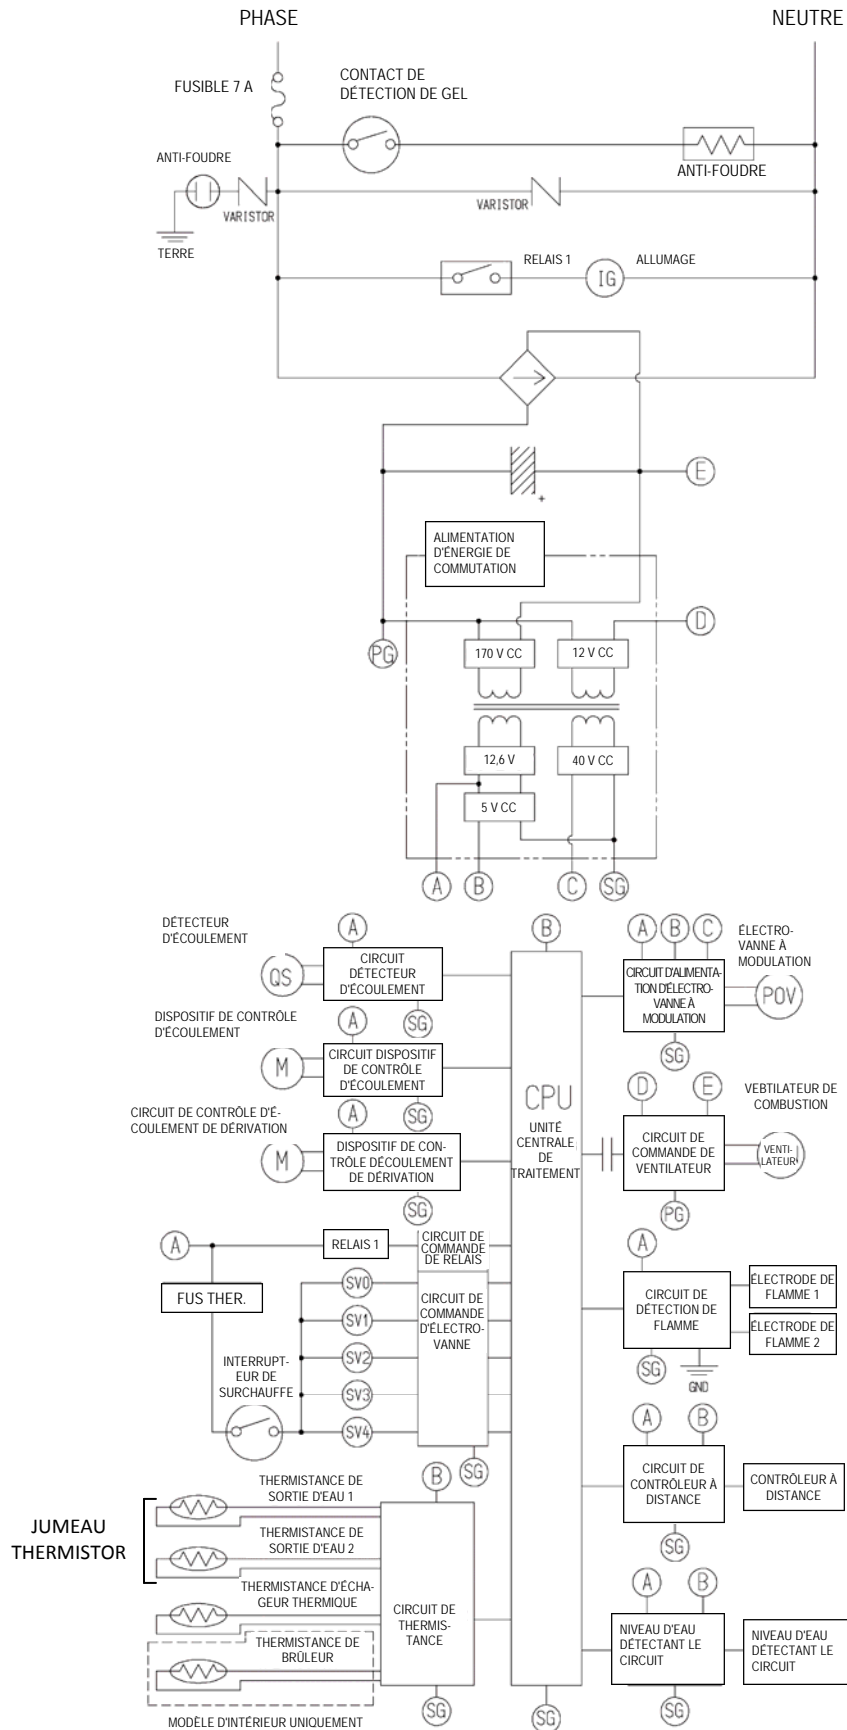 PHASE
NEUTRE
FUSIBLE 7 A
CONTACT DE
DÉTECTION DE GEL
ANTI-FOUDRE
ANTI-FOUDRE
VARISTOR
VARISTOR
TERRE
RELAIS 1
ALLUMAGE
IG
E
+
ALIMENTATION
D'ÉNERGIE DE
COMMUTATION
D
PG
170 V CC
12 V CC
12,6 V
40 V CC
5 V CC
A
B
C
SG
DÉTECTEUR
D'ÉCOULEMENT
A
QS
CIRCUIT
DÉTECTEUR
D'ÉCOULEMENT
SG
DISPOSITIF DE CONTRÔLE
D'ÉCOULEMENT
A
M
CIRCUIT DISPOSITIF
DE CONTRÔLE
D'ÉCOULEMENT
SG
CIRCUIT DE CONTRÔLE D'É-
COULEMENT DE DÉRIVATION
A
M
DISPOSITIF DE CON-
TRÔLE DÉCOULEMENT
DE DÉRIVATION
SG
B
CPU
UNITÉ
CENTRALE
DE
TRAITEMENT
SG
A
B
C
ÉLECTRO-
VANNE À
MODULATION
CIRCUIT D'ALIMENTA-
TION D'ÉLECTRO-
VANNE À
MODULATION
POV
SG
D
E
VEBTILATEUR DE
COMBUSTION
CIRCUIT DE
COMMANDE DE
VENTILATEUR
VENTI-
LATEUR
PG
A
RELAIS 1
CIRCUIT DE
COMMANDE
DE RELAIS
FUS THER.
SV0
SV1
SV2
SV3
SV4
CIRCUIT DE
COMMANDE
D'ÉLECTRO-
VANNE
INTERRUPT-
EUR DE
SURCHAUFFE
SG
A
CIRCUIT DE
DÉTECTION DE
FLAMME
ÉLECTRODE DE
FLAMME 1
ÉLECTRODE DE
FLAMME 2
SG
GND
A
B
CIRCUIT DE
CONTRÔLEUR À
DISTANCE
CONTRÔLEUR À
DISTANCE
SG
JUMEAU
THERMISTOR
THERMISTANCE DE
SORTIE D'EAU 1
THERMISTANCE DE
SORTIE D'EAU 2
THERMISTANCE D'ÉCHA-
GEUR THERMIQUE
THERMISTANCE DE
BRÛLEUR
MODÈLE D'INTÉRIEUR UNIQUEMENT
B
CIRCUIT DE
THERMIS-
TANCE
SG
A
B
NIVEAU D'EAU
DÉTECTANT LE
CIRCUIT
NIVEAU D'EAU
DÉTECTANT LE
CIRCUIT
SG